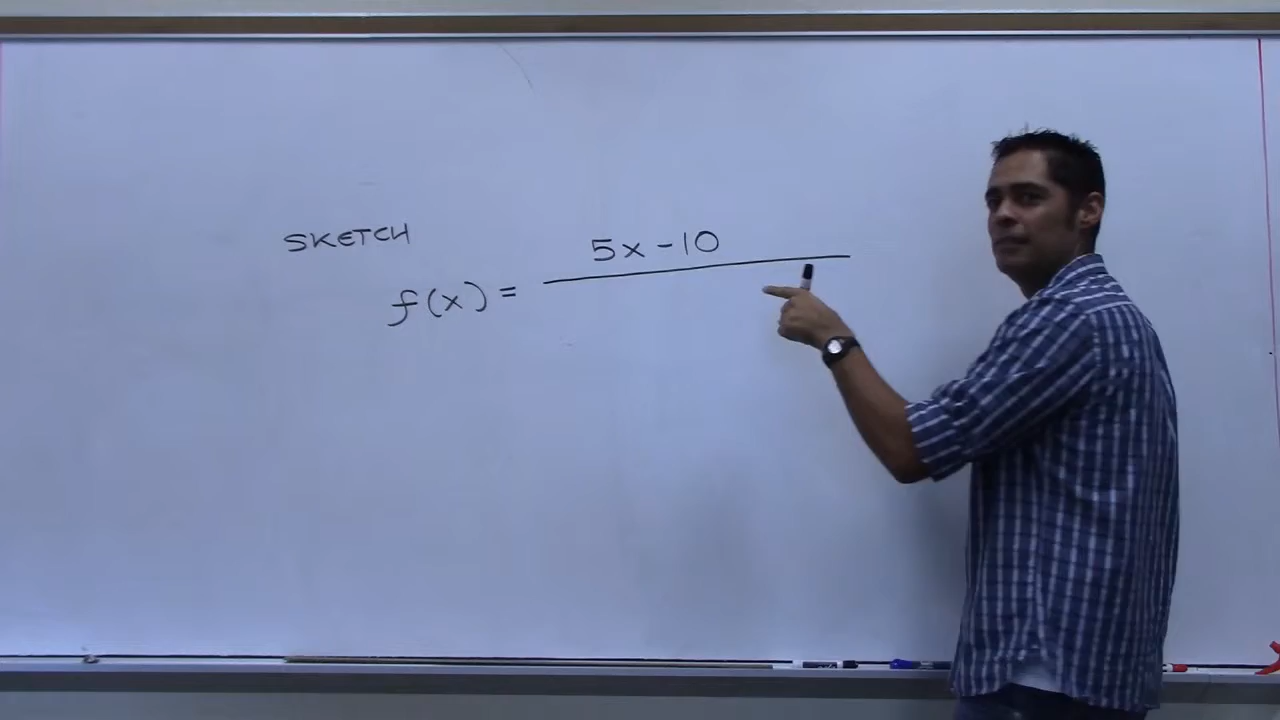 SKETCH
5x-10
f(x) =